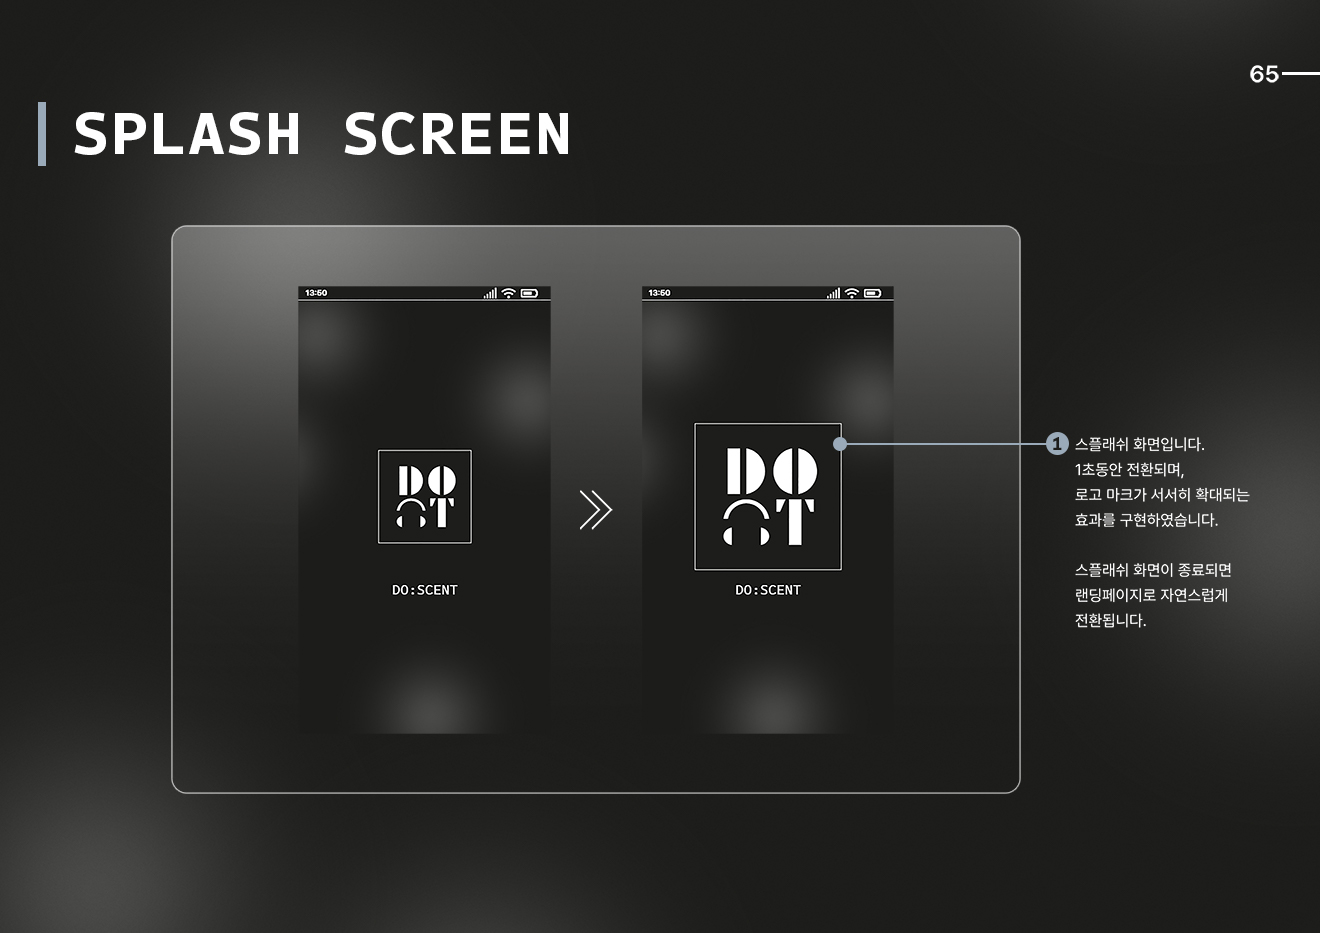 65
SPLASH SCREEN
13:50
13:50
DO
DO
DO:SCENT
DO:SCENT
1
스플래쉬 화면입니다.
1초동안 전환되며,
로고 마크가 서서히 확대되는
효과를 구현하였습니다.
스플래쉬 화면이 종료되면
랜딩페이지로 자연스럽게
전환됩니다.